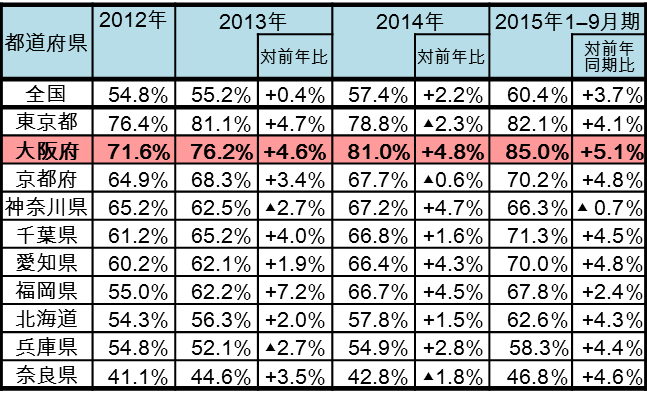 都道府県 2012年 2013年 2014年 2015年1–9月期
対前年比 対前年比 対前年
同期比
全国 54.8% 55.2% +0.4% 57.4% +2.2% 60.4% +3.7%
東京都 76.4% 81.1% +4.7% 78.8% ▲2.3% 82.1% +4.1%
大阪府 71.6% 76.2% +4.6% 81.0% +4.8% 85.0% +5.1%
京都府 64.9% 68.3% +3.4% 67.7% ▲0.6% 70.2% +4.8%
神奈川県 65.2% 62.5% ▲2.7% 67.2% +4.7% 66.3% ▲ 0.7%
千葉県 61.2% 65.2% +4.0% 66.8% +1.6% 71.3% +4.5%
愛知県 60.2% 62.1% +1.9% 66.4% +4.3% 70.0% +4.8%
福岡県 55.0% 62.2% +7.2% 66.7% +4.5% 67.8% +2.4%
北海道 54.3% 56.3% +2.0% 57.8% +1.5% 62.6% +4.3%
兵庫県 54.8% 52.1% ▲2.7% 54.9% +2.8% 58.3% +4.4%
奈良県 41.1% 44.6% +3.5% 42.8% ▲1.8% 46.8% +4.6%